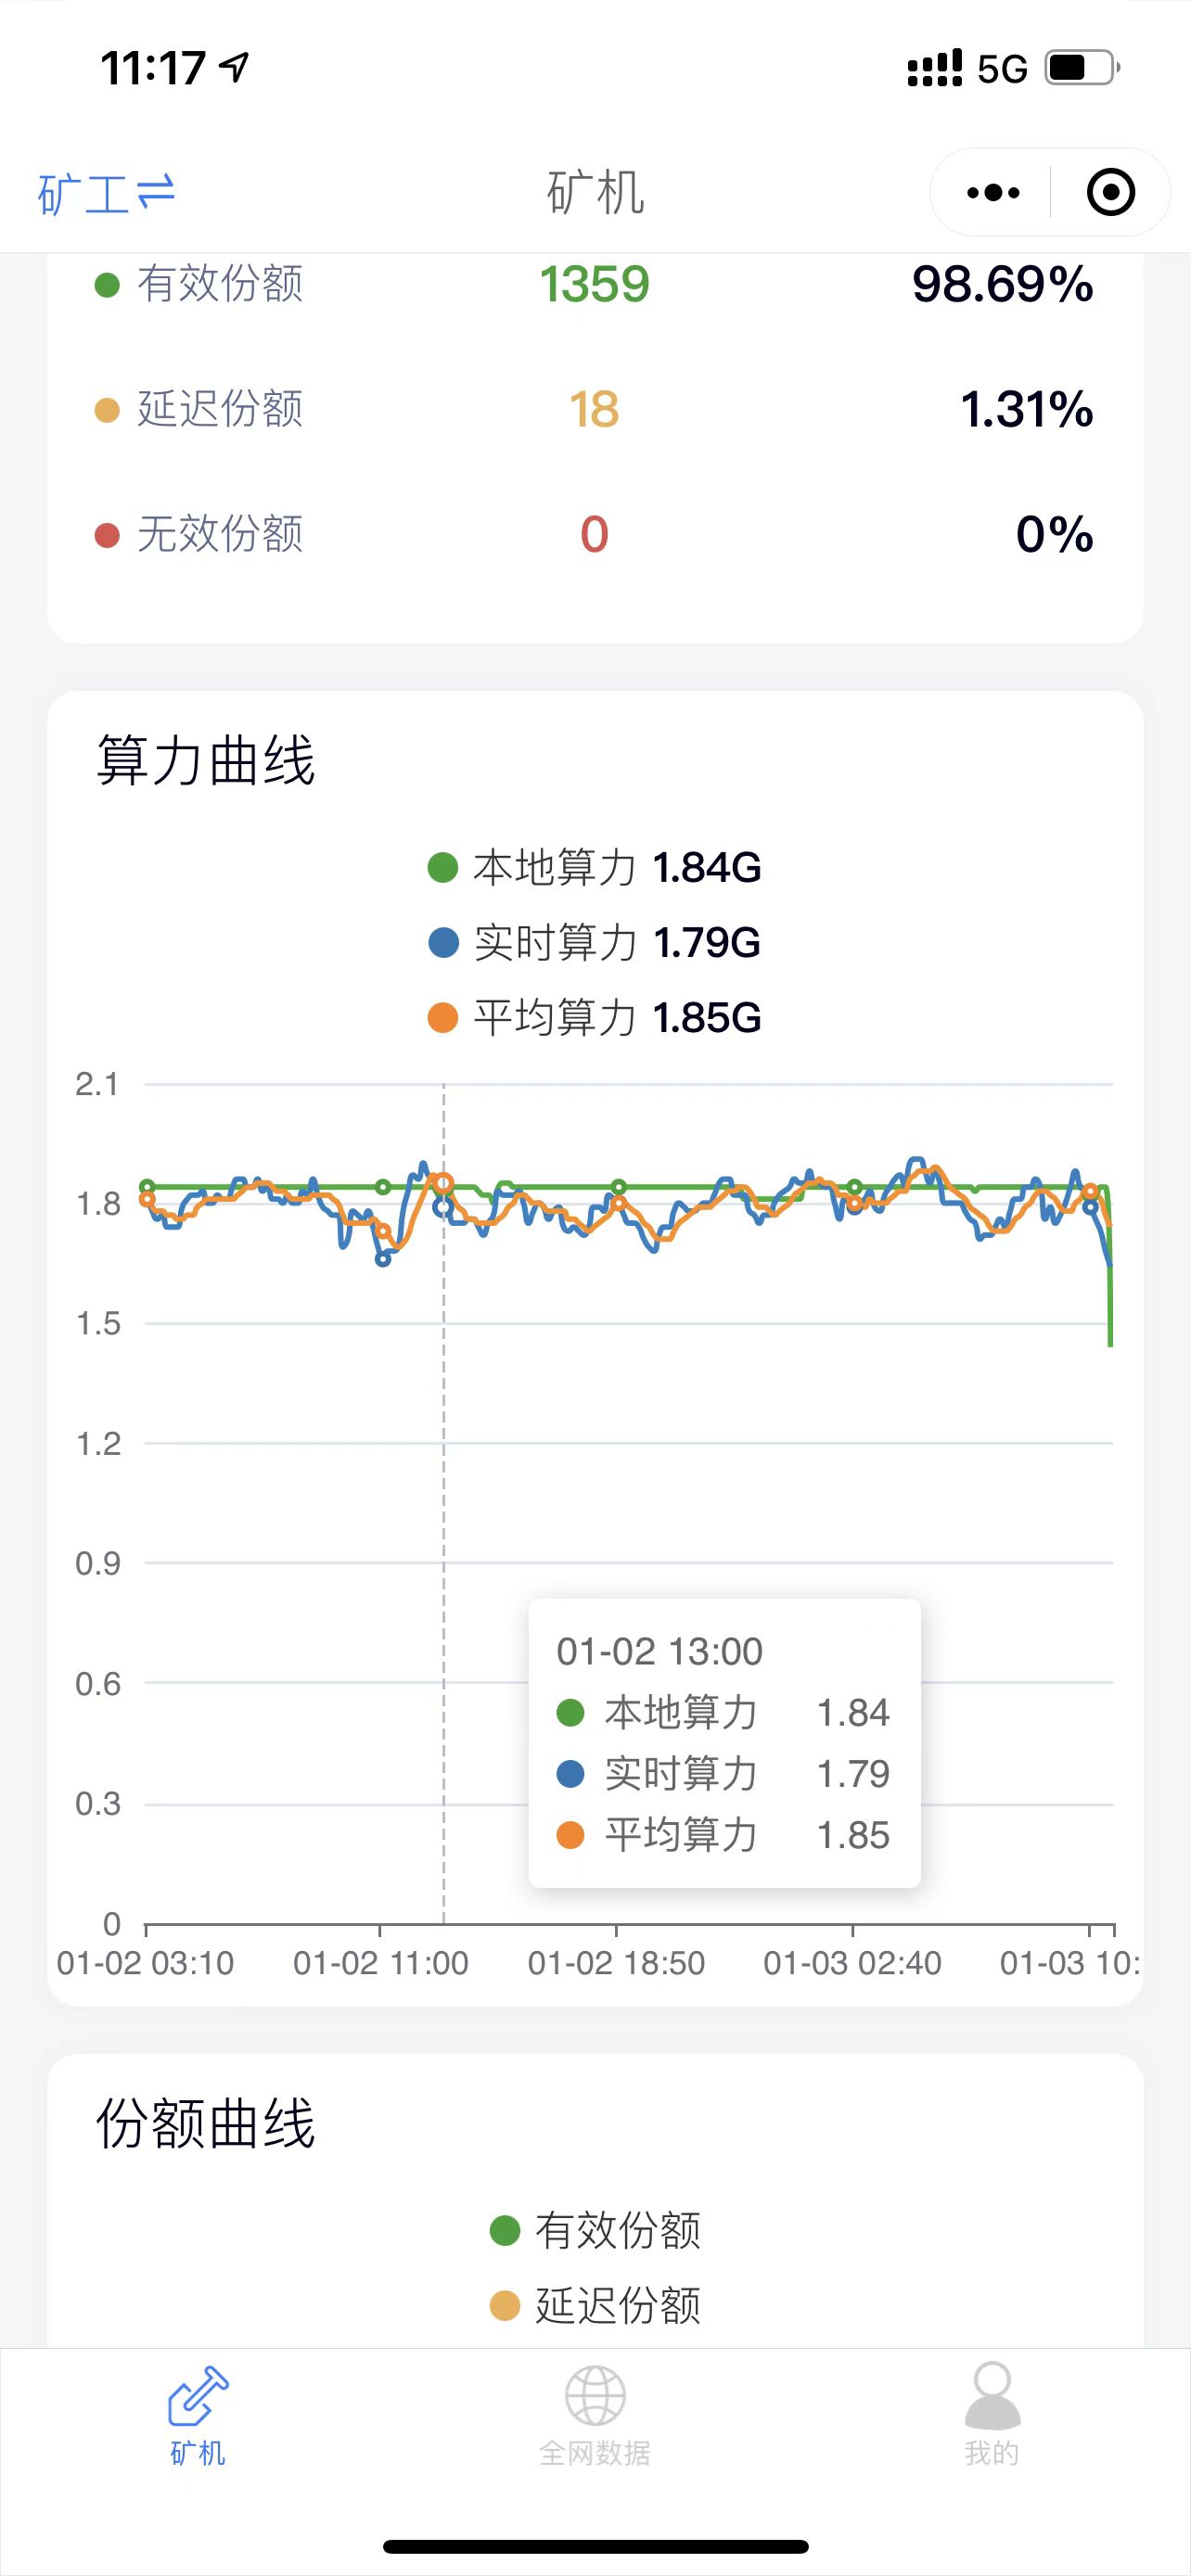 11:17
5G
矿工
矿机
有效份额 1359 98.69%
延迟份额 18 1.31%
无效份额 0 0%
算力曲线
本地算力 1.84G
实时算力 1.79G
平均算力 1.85G
2.1
1.8
1.5
1.2
0.9
0.6
0.3
0
01-02 13:00
本地算力 1.84
实时算力 1.79
平均算力 1.85
01-02 03:10 01-02 11:00 01-02 18:50 01-03 02:40 01-03 10:
份额曲线
有效份额
延迟份额
矿机 全网数据 我的